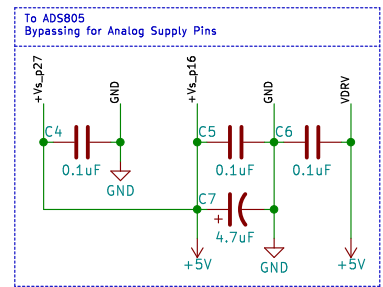 To ADS805
Bypassing for Analog Supply Pins
+Vs_p27
GND
+Vs_p16
GND
VDRV
C4
C5
C6
0.1uF
0.1uF
0.1uF
GND
C7
+
4.7uF
+5V
GND
+5V